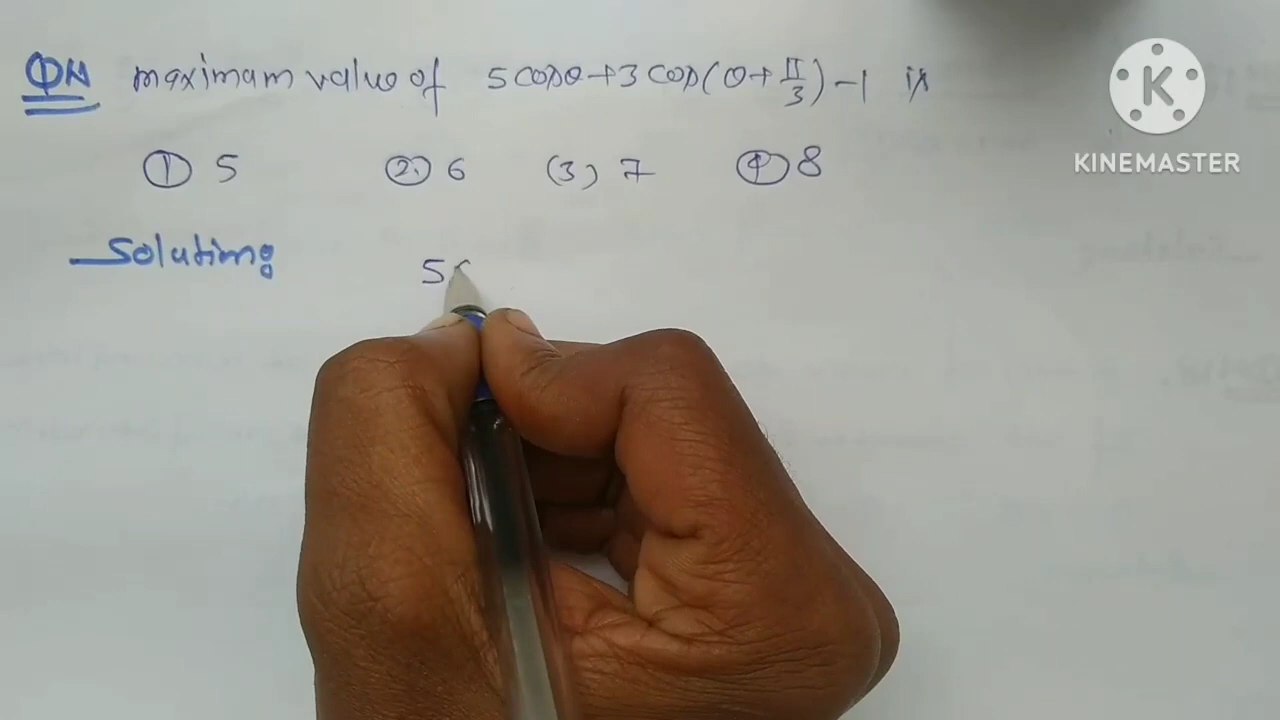 QN maximam value of 5cosθ+3cos(θ+π/3)-1 is
① 5 ②. 6 (3) 7 ④ 8
Solution:
5c
K
KINEMASTER